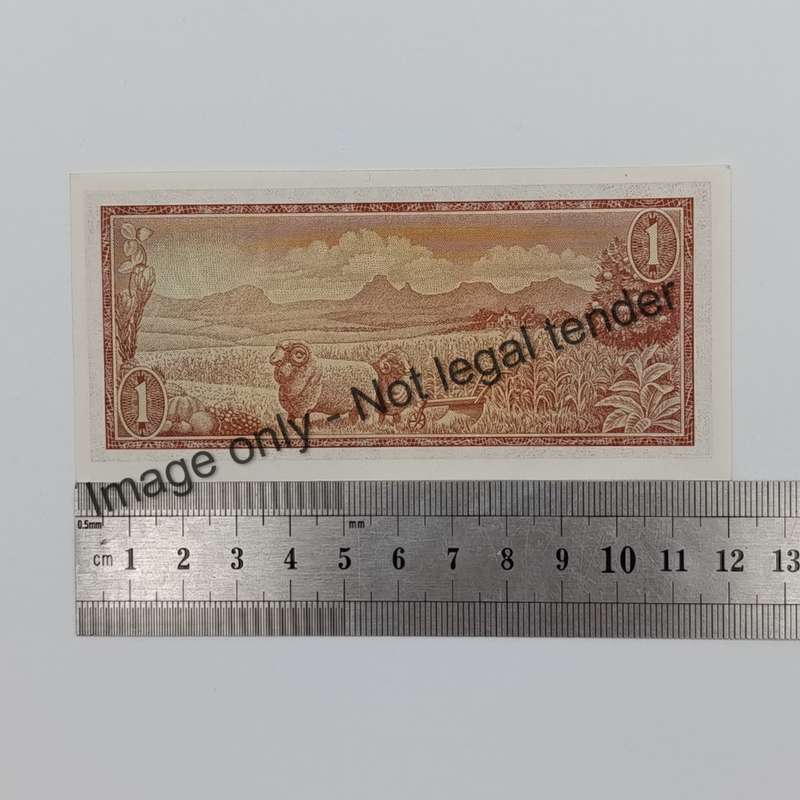 1
1
Image only - Not legal tender
0.5mm mm
cm 1 2 3 4 5 6 7 8 9 10 11 12 13